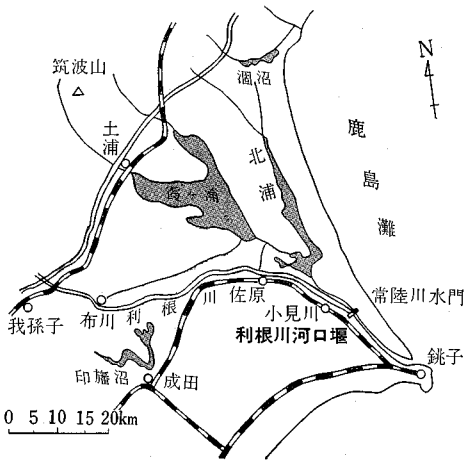 筑波山
涸沼
N
鹿島灘
土浦
北浦
霞ヶ浦
常陸川水門
我孫子
布川
利根川
佐原
小見川
利根川河口堰
銚子
印旛沼
成田
0 5 10 15 20km